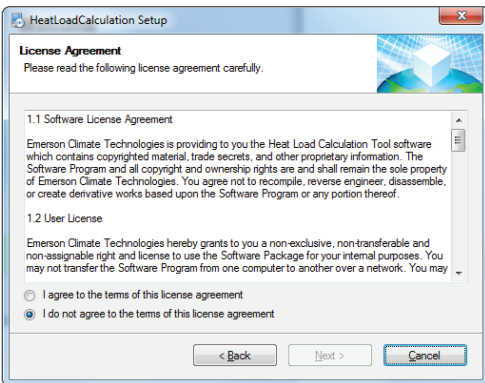 HeatLoadCalculation Setup
License Agreement
Please read the following license agreement carefully.
1.1 Software License Agreement
Emerson Climate Technologies is providing to you the Heat Load Calculation Tool software
which contains copyrighted material, trade secrets, and other proprietary information. The
Software Program and all copyright and ownership rights are and shall remain the sole property
of Emerson Climate Technologies. You agree not to recompile, reverse engineer, disassemble,
or create derivative works based upon the Software Program or any portion thereof.
1.2 User License
Emerson Climate Technologies hereby grants to you a non-exclusive, non-transferable and
non-assignable right and license to use the Software Package for your internal purposes. You
may not transfer the Software Program from one computer to another over a network. You may
I agree to the terms of this license agreement
I do not agree to the terms of this license agreement
< Back Next > Cancel